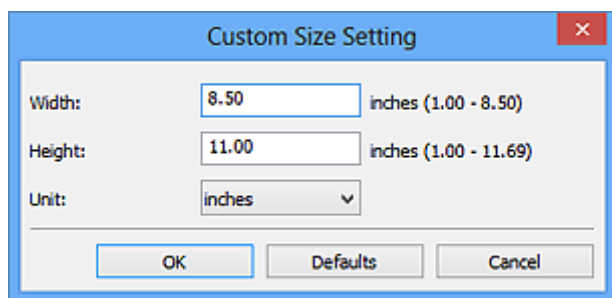 Custom Size Setting
Width: 8.50 inches (1.00 - 8.50)
Height: 11.00 inches (1.00 - 11.69)
Unit: inches
OK Defaults Cancel